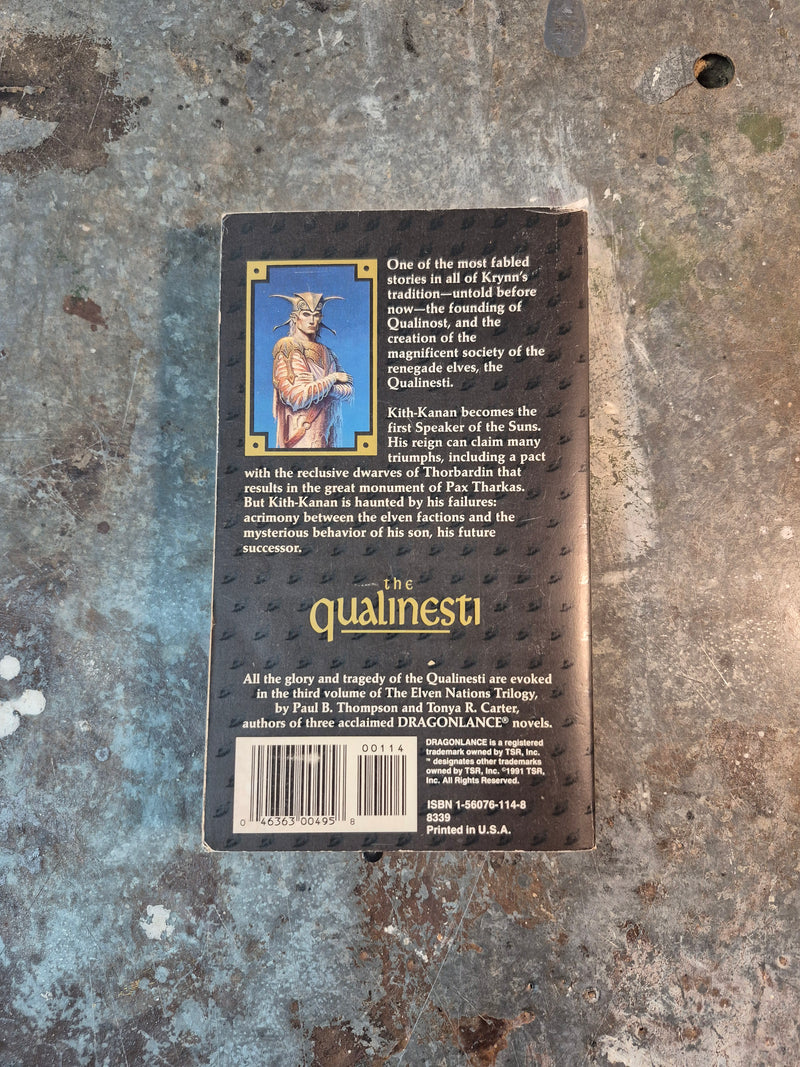 One of the most fabled
stories in all of Krynn's
tradition—untold before
now—the founding of
Qualinost, and the
creation of the
magnificent society of the
renegade elves, the
Qualinesti.
Kith-Kanan becomes the
first Speaker of the Suns.
His reign can claim many
triumphs, including a pact
with the reclusive dwarves of Thorbardin that
results in the great monument of Pax Tharkas.
But Kith-Kanan is haunted by his failures:
acrimony between the elven factions and the
mysterious behavior of his son, his future
successor.
the
qualinesti
All the glory and tragedy of the Qualinesti are evoked
in the third volume of The Elven Nations Trilogy,
by Paul B. Thompson and Tonya R. Carter,
authors of three acclaimed DRAGONLANCE® novels.
00114
0 46363 00495 8
DRAGONLANCE is a registered
trademark owned by TSR, Inc.
™ designates other trademarks
owned by TSR, Inc. ©1991 TSR,
Inc. All Rights Reserved.
ISBN 1-56076-114-8
8339
Printed in U.S.A.